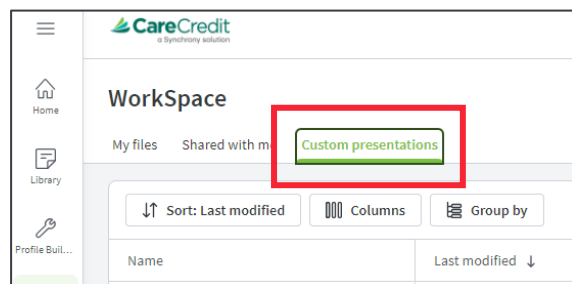 CareCredit
a Synchrony solution
Home
WorkSpace
My files Shared with Custom presentations
Library
Sort: Last modified Columns Group by
Profile Buil...
Name Last modified